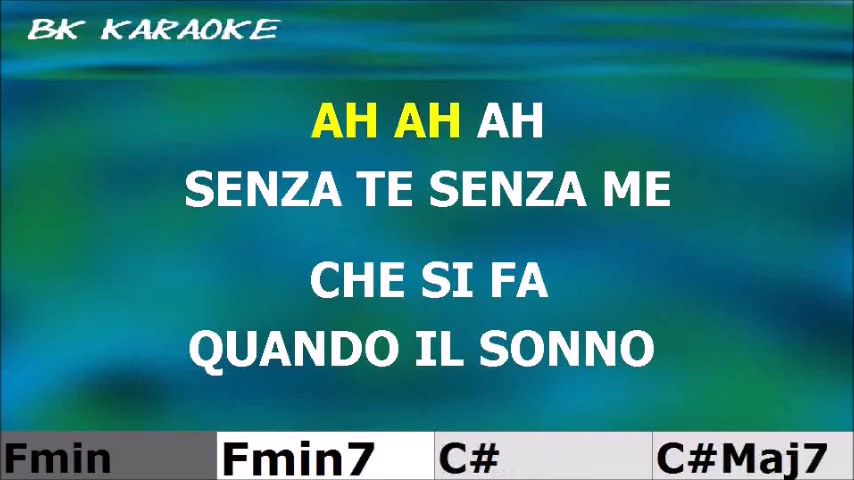 BK KARAOKE
AH AH AH
SENZA TE SENZA ME
CHE SI FA
QUANDO IL SONNO
Fmin Fmin7 C# C#Maj7